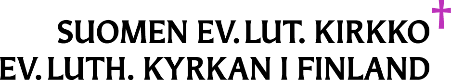 SUOMEN EV. LUT. KIRKKO
EV. LUTH. KYRKAN I FINLAND